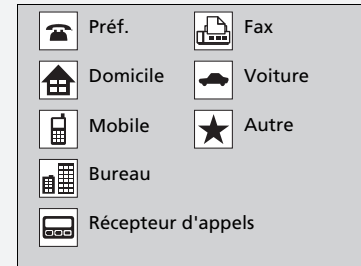 Préf.
Fax
Domicile
Voiture
Mobile
Autre
Bureau
Récepteur d'appels